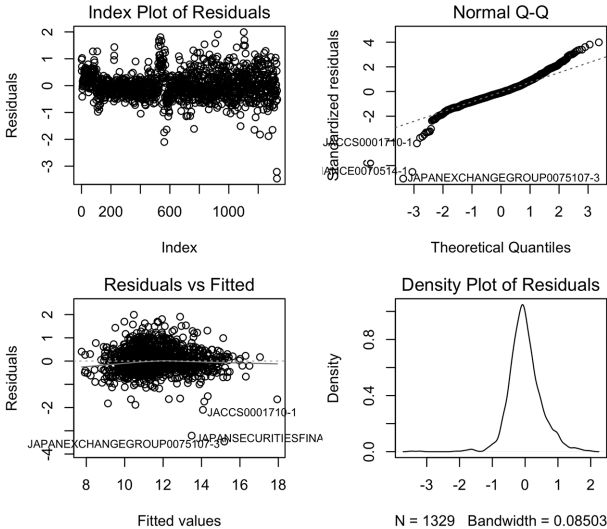 Index Plot of Residuals
Residuals
2
1
0
-1
-2
-3
0 200 600 1000
Index
Normal Q-Q
Standardized residuals
4
2
0
-2
-6
JACCS0001710-1
ANCE0070514-1
JAPANEXCHANGEGROUP0075107-3
-3 -2 -1 0 1 2 3
Theoretical Quantiles
Residuals vs Fitted
Residuals
2
1
0
-2
-4
JACCS0001710-1
JAPANSECURITIESFINA
JAPANEXCHANGEGROUP0075107-3
8 10 12 14 16 18
Fitted values
Density Plot of Residuals
Density
0.8
0.4
0.0
-3 -2 -1 0 1 2
N = 1329 Bandwidth = 0.08503